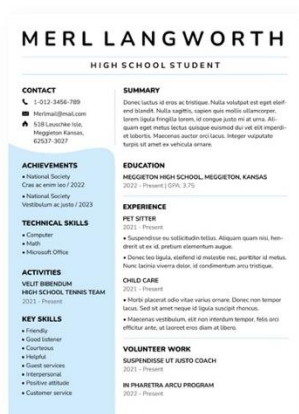 MERL LANGWORTH
HIGH SCHOOL STUDENT
CONTACT
1-012-3456-789
Merlmail@mail.com
518 Leuschke Isle,
Meggieton Kansas,
62537-3027
ACHIEVEMENTS
• National Society
Cras ac enim leo / 2022
• National Society
Vestibulum ac justo / 2023
TECHNICAL SKILLS
• Computer
• Math
• Microsoft Office
ACTIVITIES
VELIT BIBENDUM
HIGH SCHOOL TENNIS TEAM
2021 - Present
KEY SKILLS
• Friendly
• Good listener
• Courteous
• Helpful
• Guest services
• Interpersonal
• Positive attitude
• Customer service
SUMMARY
Donec luctus id eros ac tristique. Nulla volutpat est eget eleif-
end blandit. Nulla sagittis, sapien quis mollis ullamcorper,
lorem ligula fringilla lorem, id congue justo mi at urna. Ali-
quam eget metus lectus quisque euismod dui vel elit imperdi-
et lobortis. Maecenas auctor orci lacus. Integer vulputate
turpis sit amet ex vehicula ornare.
EDUCATION
MEGGIETON HIGH SCHOOL, MEGGIETON, KANSAS
2022 - Present | GPA: 3.75
EXPERIENCE
PET SITTER
2021 - Present
• Suspendisse eu sollicitudin tellus. Aliquam quam nisi, hen-
drerit et ex id, pretium elementum augue.
• Donec leo ligula, eleifend id molestie nec, porttitor id metus.
Nunc lacinia viverra dolor, id condimentum arcu tristique.
CHILD CARE
2021 - Present
• Morbi placerat odio vitae varius ornare. Donec non tempor
lacus. Sed sit amet neque id ligula suscipit rhoncus.
• Maecenas vestibulum, elit non interdum tempor, felis orci
efficitur ante, ut laoreet eros diam at libero.
VOLUNTEER WORK
SUSPENDISSE UT JUSTO COACH
2021 - Present
IN PHARETRA ARCU PROGRAM
2022 - Present